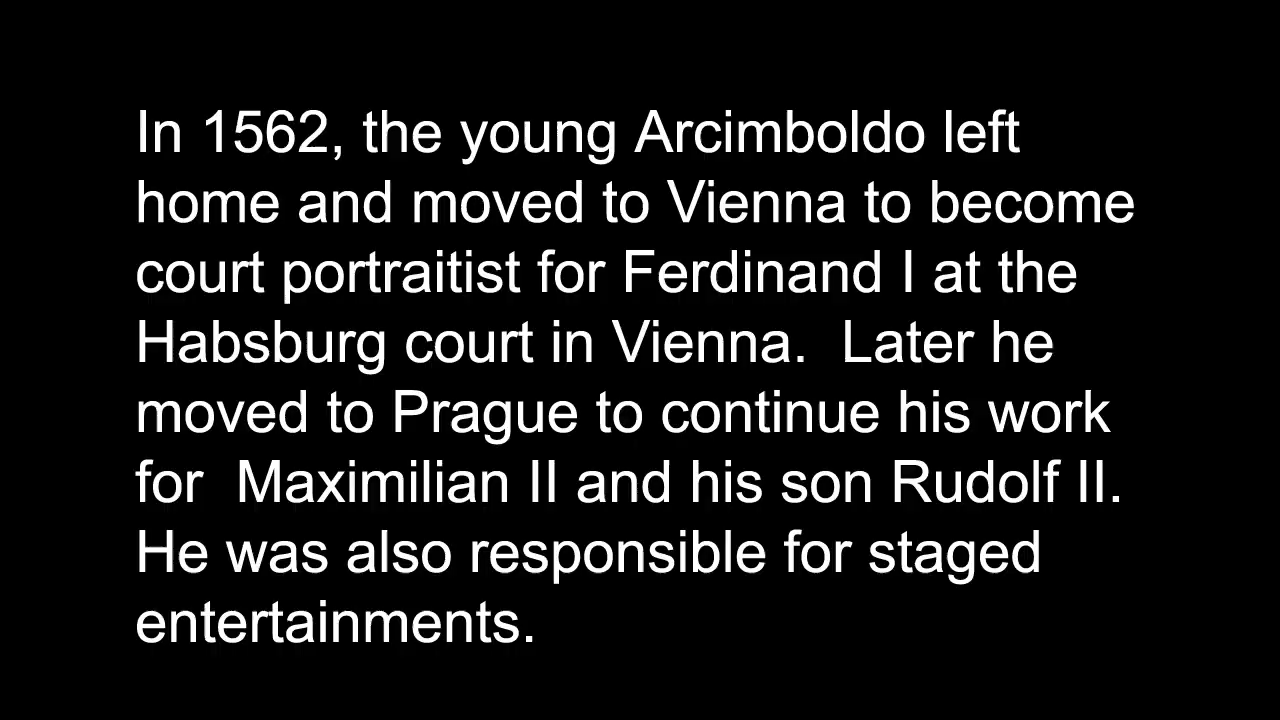 In 1562, the young Arcimboldo left
home and moved to Vienna to become
court portraitist for Ferdinand I at the
Habsburg court in Vienna.  Later he
moved to Prague to continue his work
for  Maximilian II and his son Rudolf II.
He was also responsible for staged
entertainments.